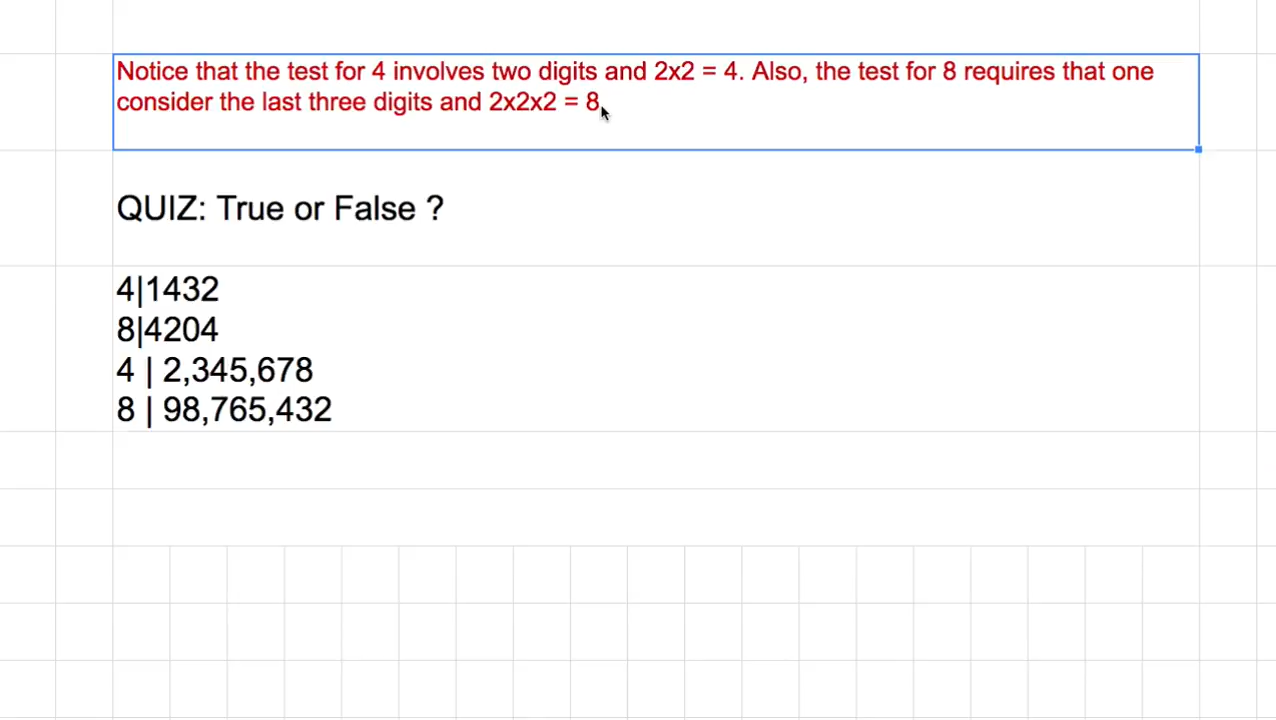 Notice that the test for 4 involves two digits and 2x2 = 4. Also, the test for 8 requires that one
consider the last three digits and 2x2x2 = 8.
QUIZ: True or False ?
4|1432
8|4204
4 | 2,345,678
8 | 98,765,432